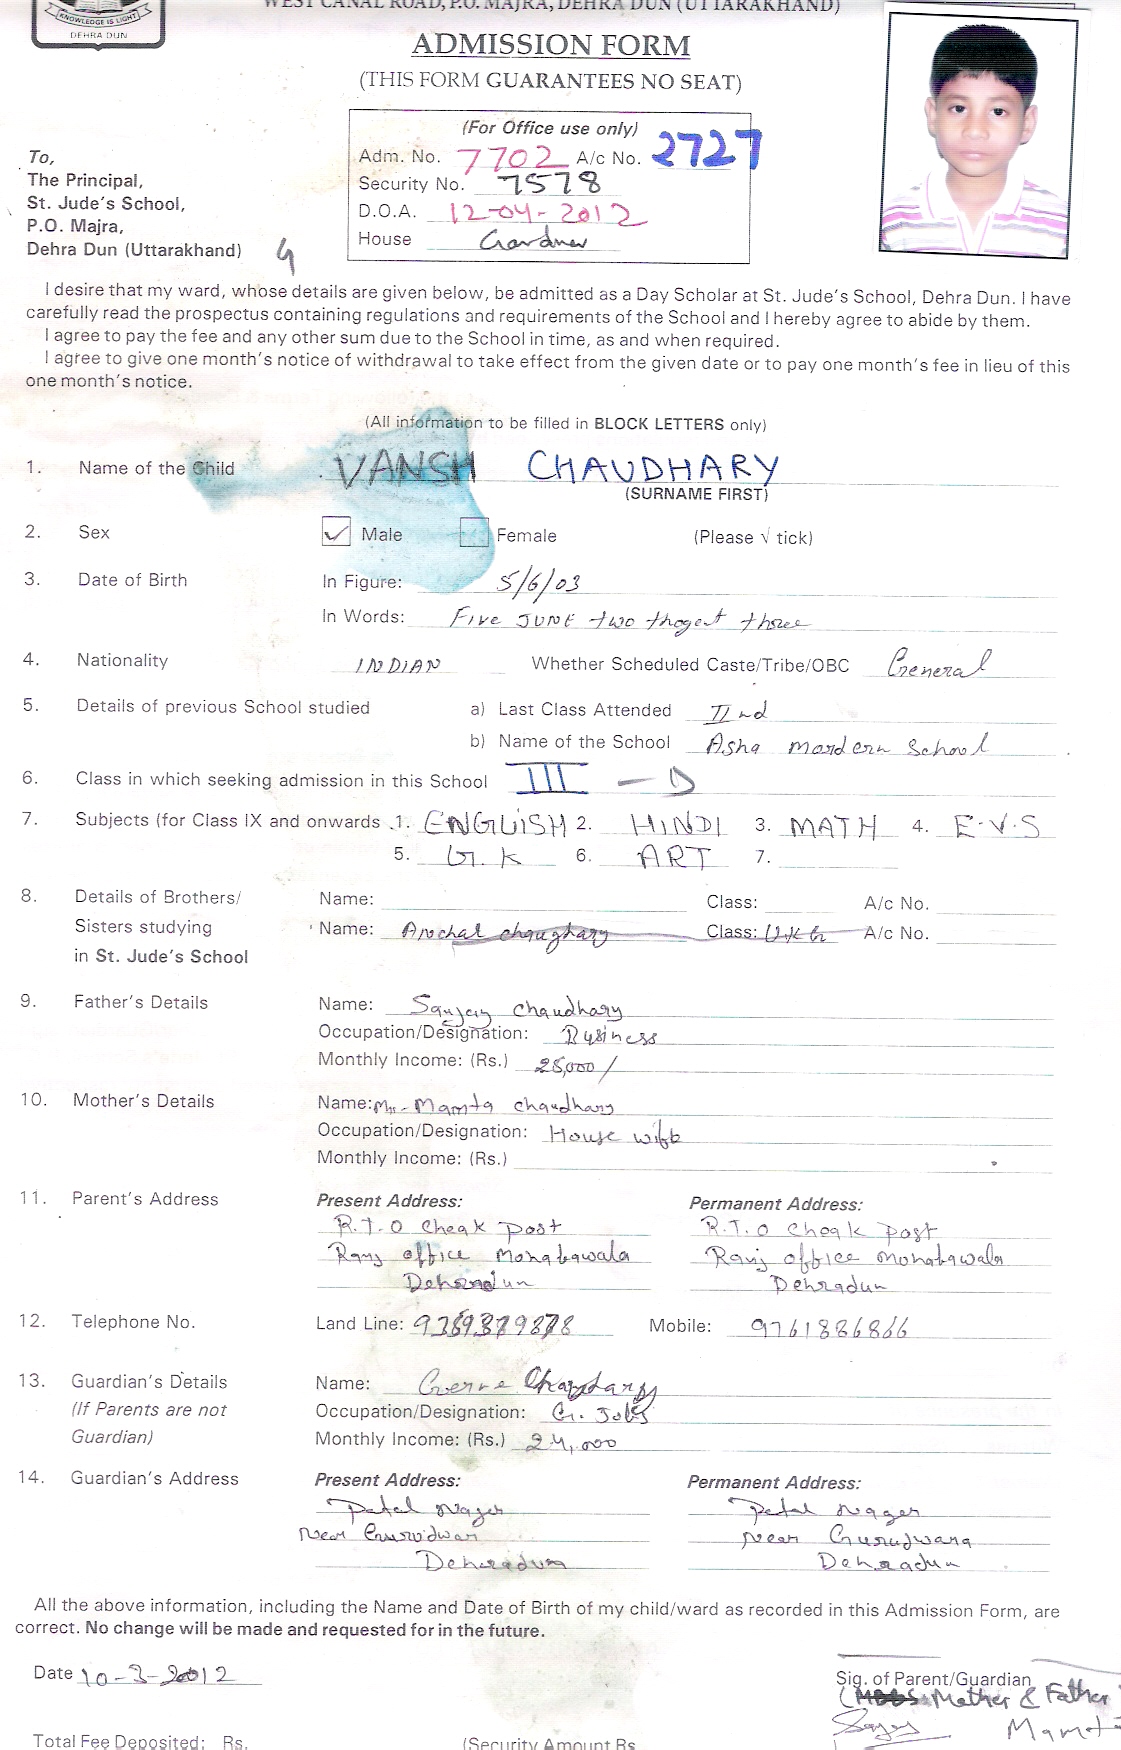 WEST CANAL ROAD, P.O. MAJRA, DEHRA DUN (UTTARAKHAND)
KNOWLEDGE IS LIGHT
DEHRA DUN
ADMISSION FORM
(THIS FORM GUARANTEES NO SEAT)
(For Office use only)
Adm. No. 7702 A/c No. 2727
Security No. 7578
D.O.A. 12-04-2012
House Gardner
To,
The Principal,
St. Jude's School,
P.O. Majra,
Dehra Dun (Uttarakhand)
I desire that my ward, whose details are given below, be admitted as a Day Scholar at St. Jude's School, Dehra Dun. I have
carefully read the prospectus containing regulations and requirements of the School and I hereby agree to abide by them.
I agree to pay the fee and any other sum due to the School in time, as and when required.
I agree to give one month's notice of withdrawal to take effect from the given date or to pay one month's fee in lieu of this
one month's notice.
(All information to be filled in BLOCK LETTERS only)
1. Name of the Child VANSH CHAUDHARY
(SURNAME FIRST)
2. Sex ✓ Male Female (Please √ tick)
3. Date of Birth In Figure: 5/6/03
In Words: Five JUNE two thogent three
4. Nationality INDIAN Whether Scheduled Caste/Tribe/OBC General
5. Details of previous School studied a) Last Class Attended IInd
b) Name of the School Asha mordern School
6. Class in which seeking admission in this School III - D
7. Subjects (for Class IX and onwards .1. ENGLISH 2. HINDI 3. MATH 4. E.V.S
5. G.K 6. ART 7.
8. Details of Brothers/ Name: Class: A/c No.
Sisters studying Name: Anchal chaughary Class: U.K.G A/c No.
in St. Jude's School
9. Father's Details Name: Sanjay chaudhary
Occupation/Designation: Business
Monthly Income: (Rs.) 25,000/
10. Mother's Details Name: Mrs. Mamta chaudhary
Occupation/Designation: House wife
Monthly Income: (Rs.)
11. Parent's Address Present Address: Permanent Address:
R.T.O cheak post R.T.O cheak post
Raj office Mohabawala Raj office mohabawala
Dehradun Dehradun
12. Telephone No. Land Line: Mobile: 9761886866
13. Guardian's Details Name: Chaudhary
(If Parents are not Occupation/Designation: G. Job
Guardian) Monthly Income: (Rs.) 24,000
14. Guardian's Address Present Address: Permanent Address:
Patel Nager Patel Nagger
Near Gurudwar Near Gurudwara
Dehradun Dehradun
All the above information, including the Name and Date of Birth of my child/ward as recorded in this Admission Form, are
correct. No change will be made and requested for in the future.
Date 10-3-2012 Sig. of Parent/Guardian
Mother & Father
Mamta
Total Fee Deposited: Rs. (Security Amount Rs